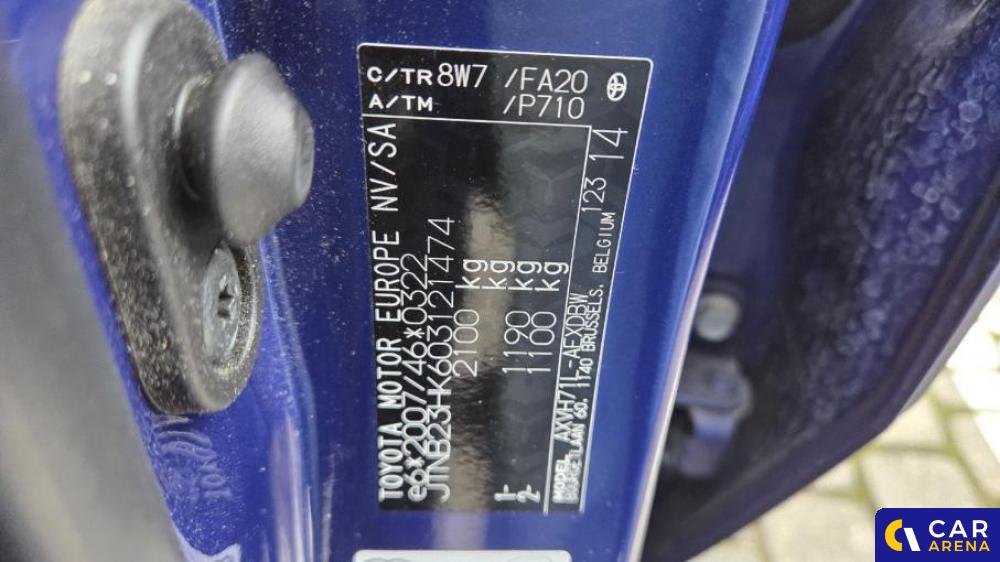 C/TR 8W7 /FA20
A/TM /P710
TOYOTA MOTOR EUROPE NV/SA
e6*2007/46*0322
JTNB23HK603121474
2100 kg
kg
1- 1190 kg
2- 1100 kg
MODEL AXVH71L-AEXDBW
BOURGETLAAN 60, 1140 BRUSSELS, BELGIUM 123 14
CAR
ARENA